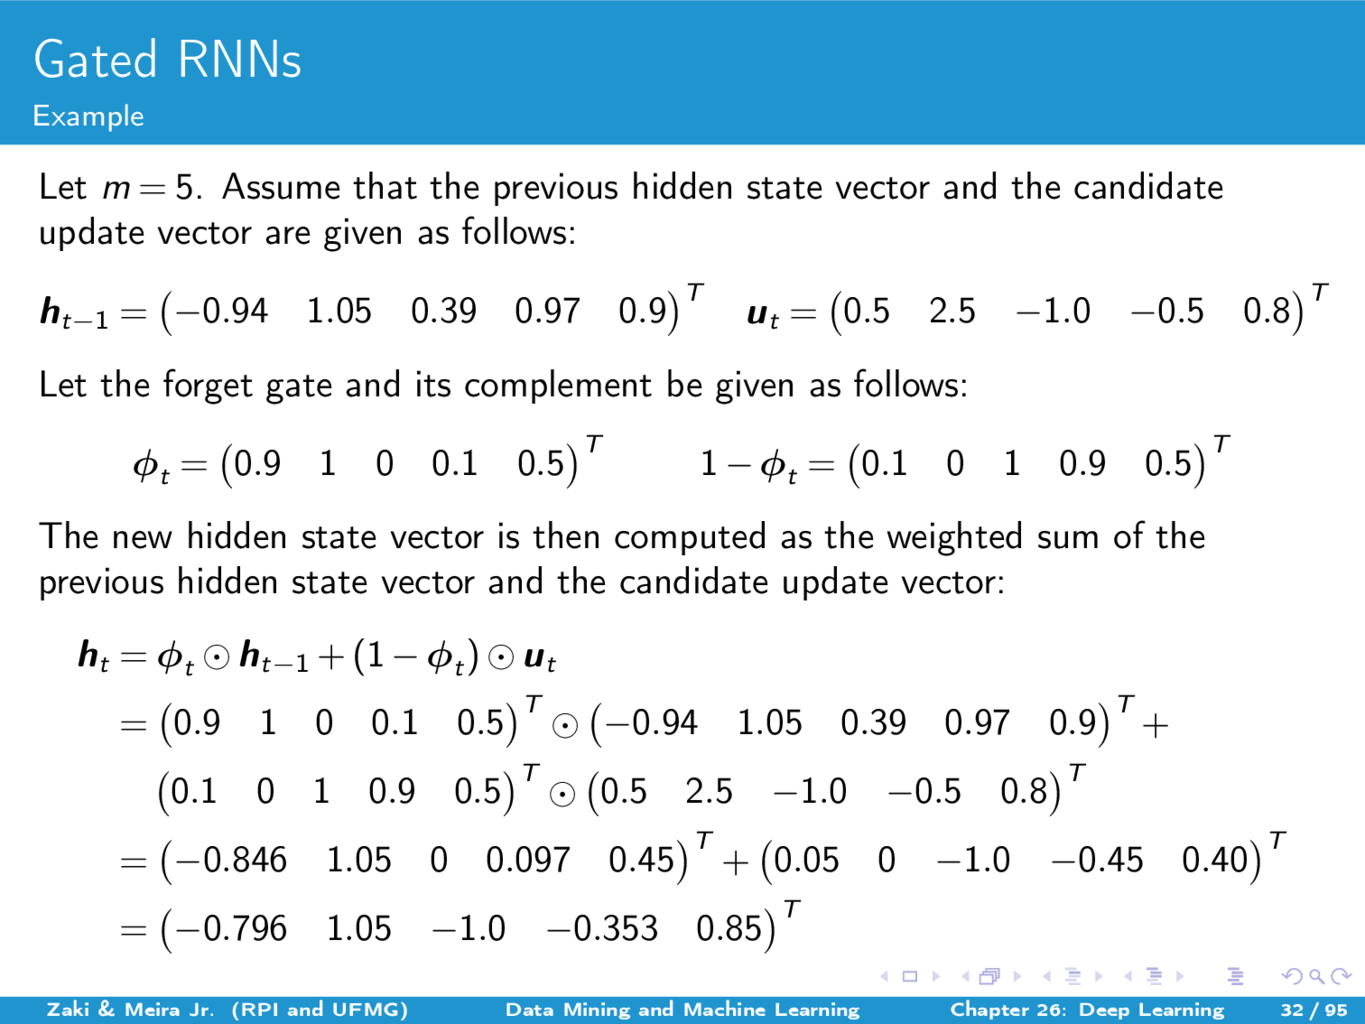 Gated RNNs
Example
Let m = 5. Assume that the previous hidden state vector and the candidate
update vector are given as follows:
h_{t−1} = (−0.94 1.05 0.39 0.97 0.9)^T u_t = (0.5 2.5 −1.0 −0.5 0.8)^T
Let the forget gate and its complement be given as follows:
ϕ_t = (0.9 1 0 0.1 0.5)^T 1 − ϕ_t = (0.1 0 1 0.9 0.5)^T
The new hidden state vector is then computed as the weighted sum of the
previous hidden state vector and the candidate update vector:
h_t = ϕ_t ⊙ h_{t−1} + (1 − ϕ_t) ⊙ u_t
= (0.9 1 0 0.1 0.5)^T ⊙ (−0.94 1.05 0.39 0.97 0.9)^T +
(0.1 0 1 0.9 0.5)^T ⊙ (0.5 2.5 −1.0 −0.5 0.8)^T
= (−0.846 1.05 0 0.097 0.45)^T + (0.05 0 −1.0 −0.45 0.40)^T
= (−0.796 1.05 −1.0 −0.353 0.85)^T
Zaki & Meira Jr. (RPI and UFMG) Data Mining and Machine Learning Chapter 26: Deep Learning 32 / 95